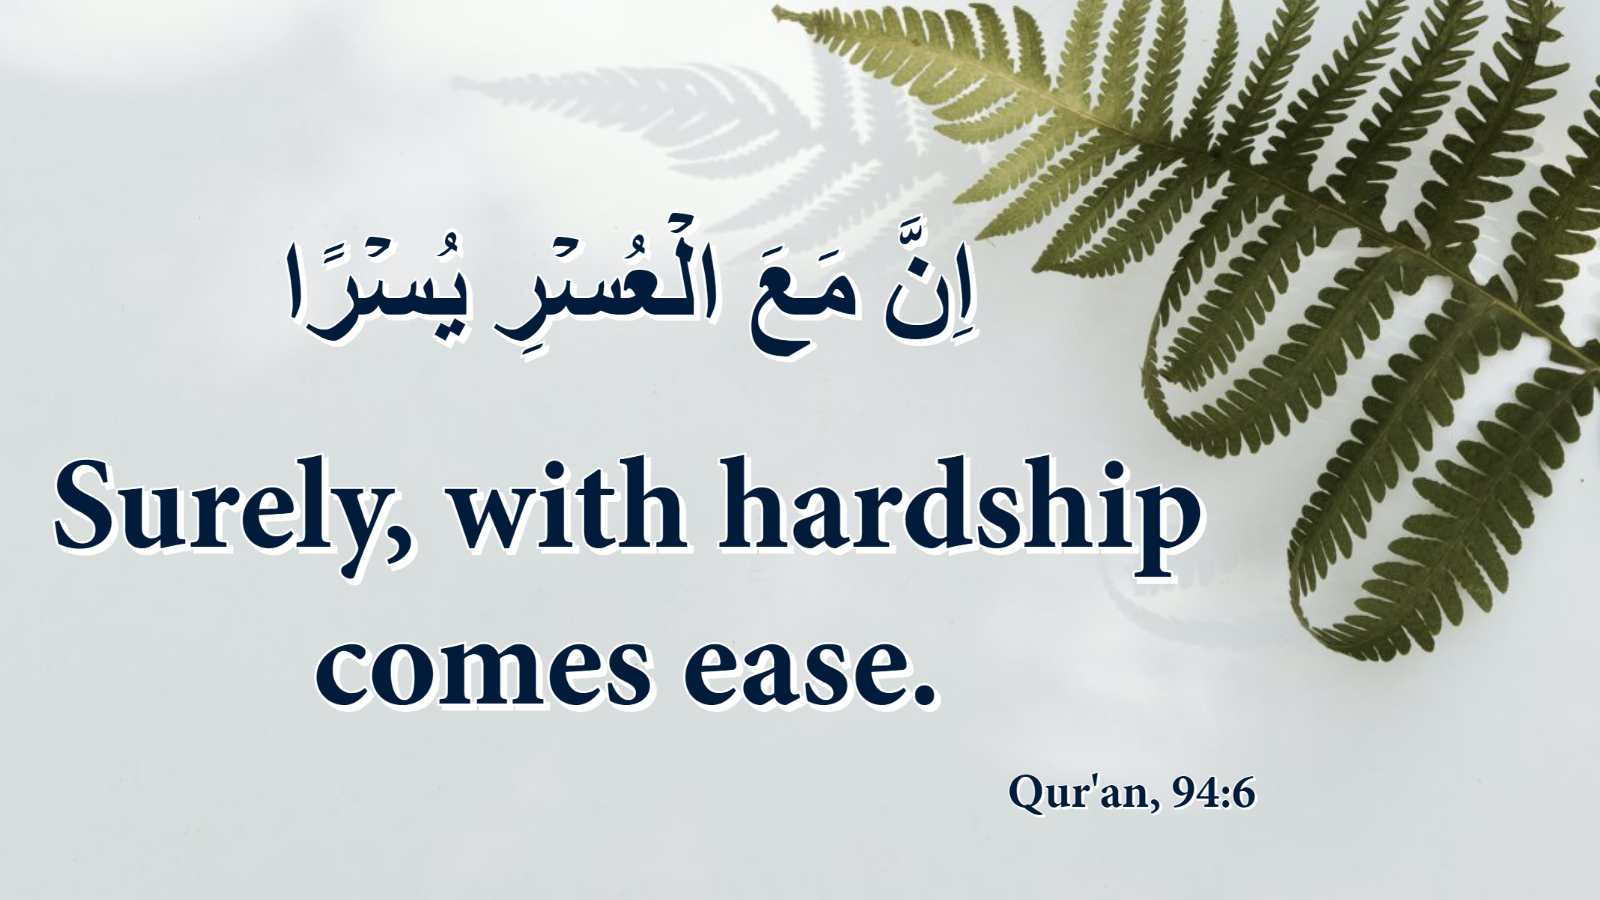 اِنَّ مَعَ الۡعُسۡرِ يُسۡرًا
Surely, with hardship
comes ease.
Qur'an, 94:6